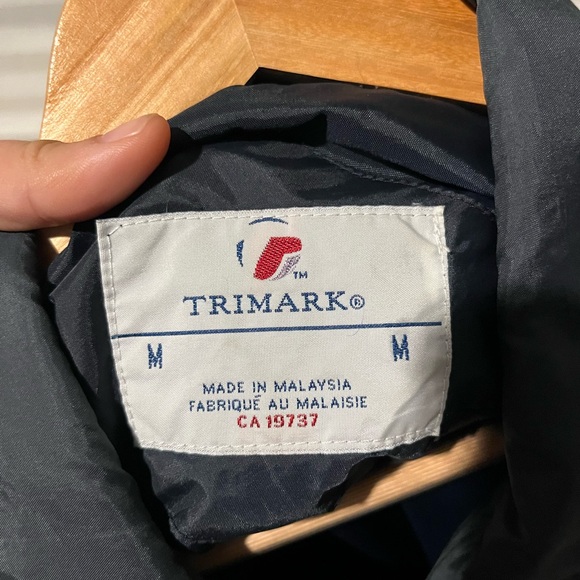 TM
TRIMARK®
M M
MADE IN MALAYSIA
FABRIQUÉ AU MALAISIE
CA 19737